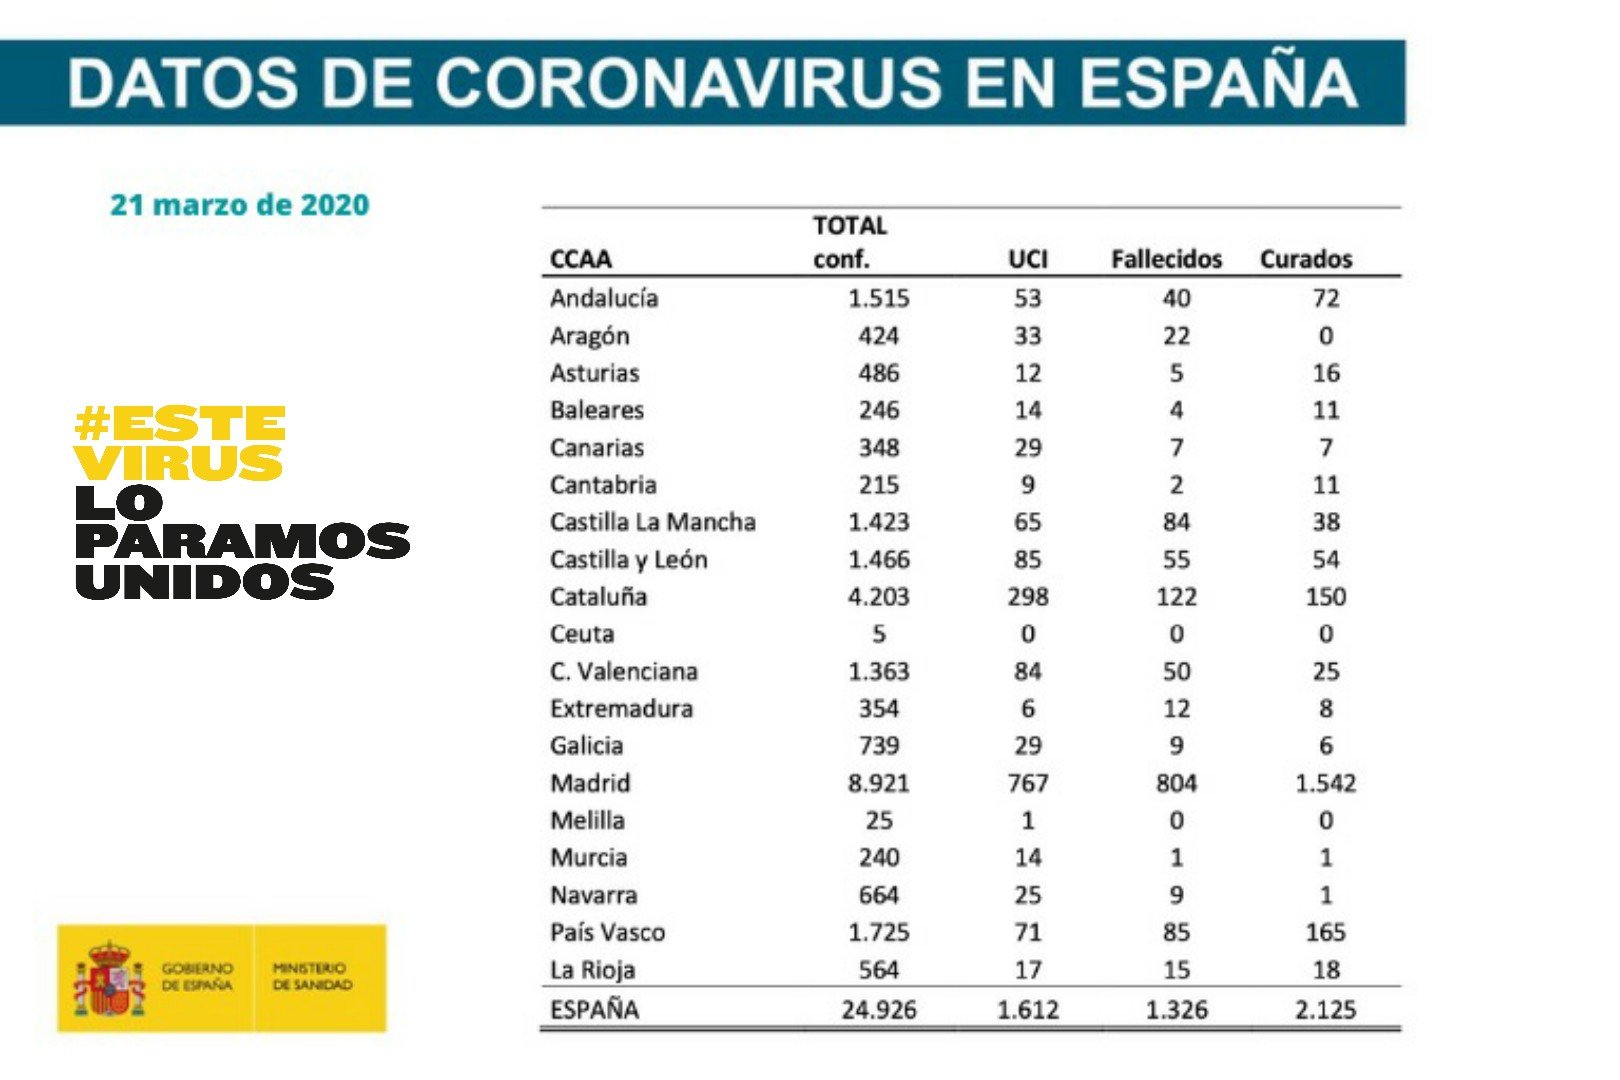 DATOS DE CORONAVIRUS EN ESPAÑA
21 marzo de 2020
#ESTE
VIRUS
LO
PARAMOS
UNIDOS
GOBIERNO
DE ESPAÑA
MINISTERIO
DE SANIDAD
TOTAL
CCAA conf. UCI Fallecidos Curados
Andalucía 1.515 53 40 72
Aragón 424 33 22 0
Asturias 486 12 5 16
Baleares 246 14 4 11
Canarias 348 29 7 7
Cantabria 215 9 2 11
Castilla La Mancha 1.423 65 84 38
Castilla y León 1.466 85 55 54
Cataluña 4.203 298 122 150
Ceuta 5 0 0 0
C. Valenciana 1.363 84 50 25
Extremadura 354 6 12 8
Galicia 739 29 9 6
Madrid 8.921 767 804 1.542
Melilla 25 1 0 0
Murcia 240 14 1 1
Navarra 664 25 9 1
País Vasco 1.725 71 85 165
La Rioja 564 17 15 18
ESPAÑA 24.926 1.612 1.326 2.125